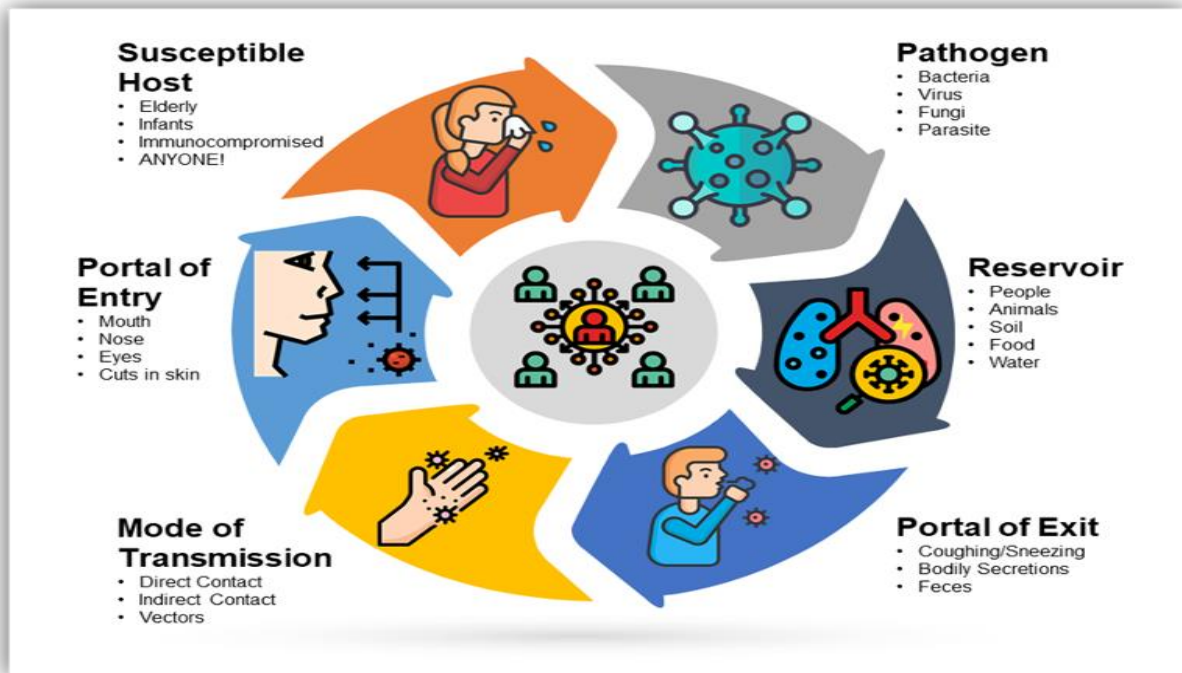 Susceptible
Host
• Elderly
• Infants
• Immunocompromised
• ANYONE!
Pathogen
• Bacteria
• Virus
• Fungi
• Parasite
Portal of
Entry
• Mouth
• Nose
• Eyes
• Cuts in skin
Reservoir
• People
• Animals
• Soil
• Food
• Water
Mode of
Transmission
• Direct Contact
• Indirect Contact
• Vectors
Portal of Exit
• Coughing/Sneezing
• Bodily Secretions
• Feces